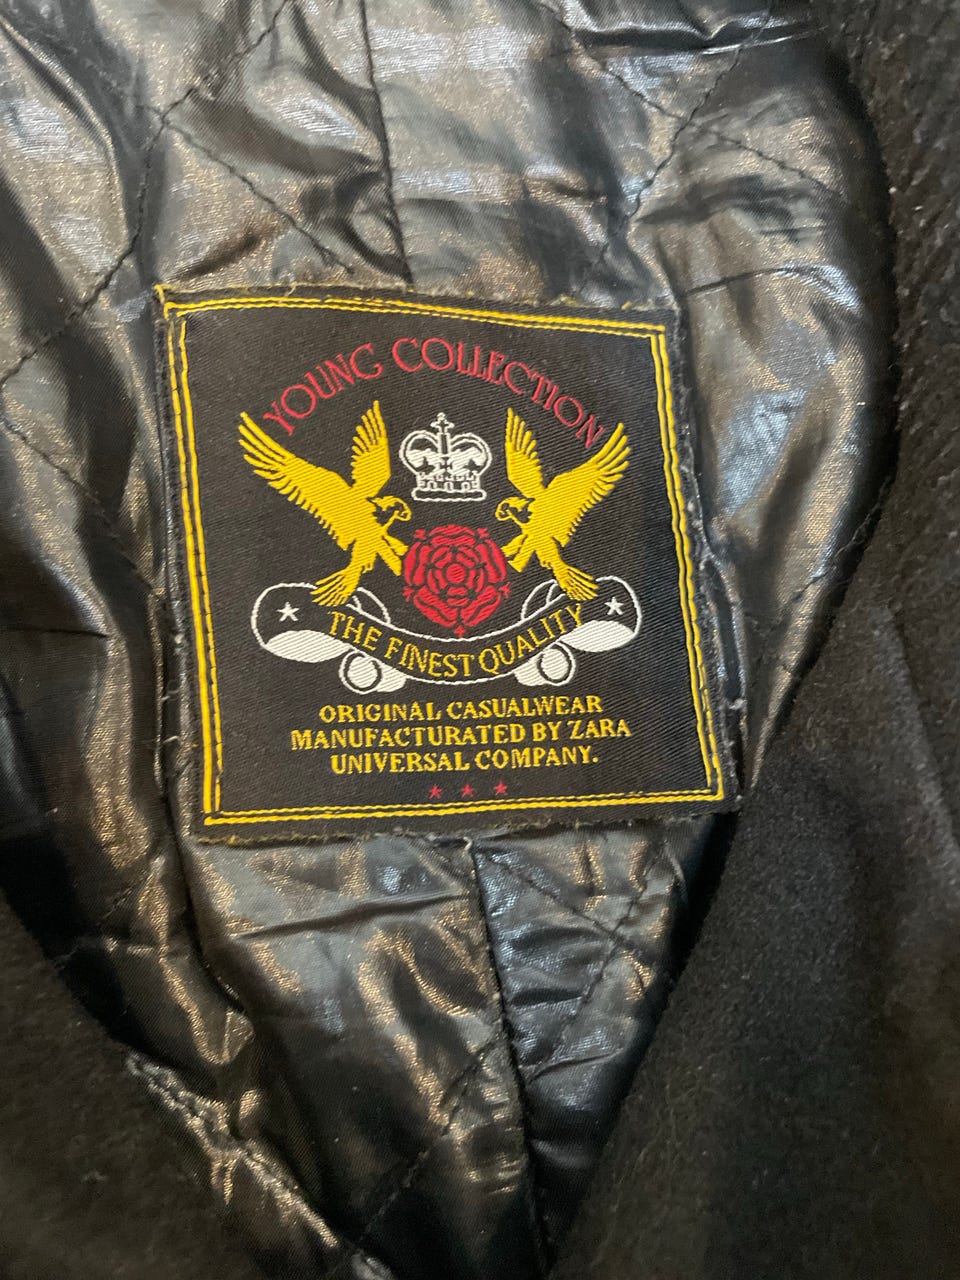 YOUNG COLLECTION
THE FINEST QUALITY
ORIGINAL CASUALWEAR
MANUFACTURATED BY ZARA
UNIVERSAL COMPANY.